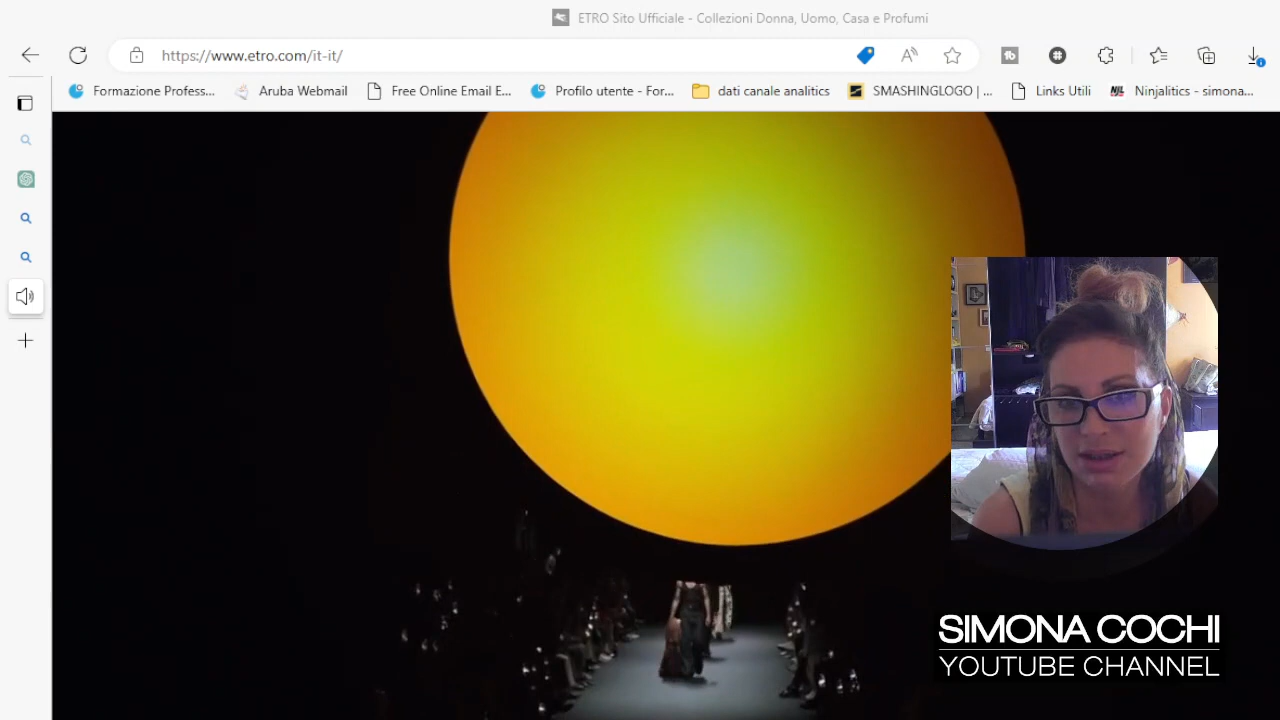 ETRO Sito Ufficiale - Collezioni Donna, Uomo, Casa e Profumi
https://www.etro.com/it-it/
Formazione Profess... Aruba Webmail Free Online Email E... Profilo utente - For... dati canale analitics SMASHINGLOGO | ... Links Utili NJL Ninjalitics - simona...
SIMONA COCHI
YOUTUBE CHANNEL